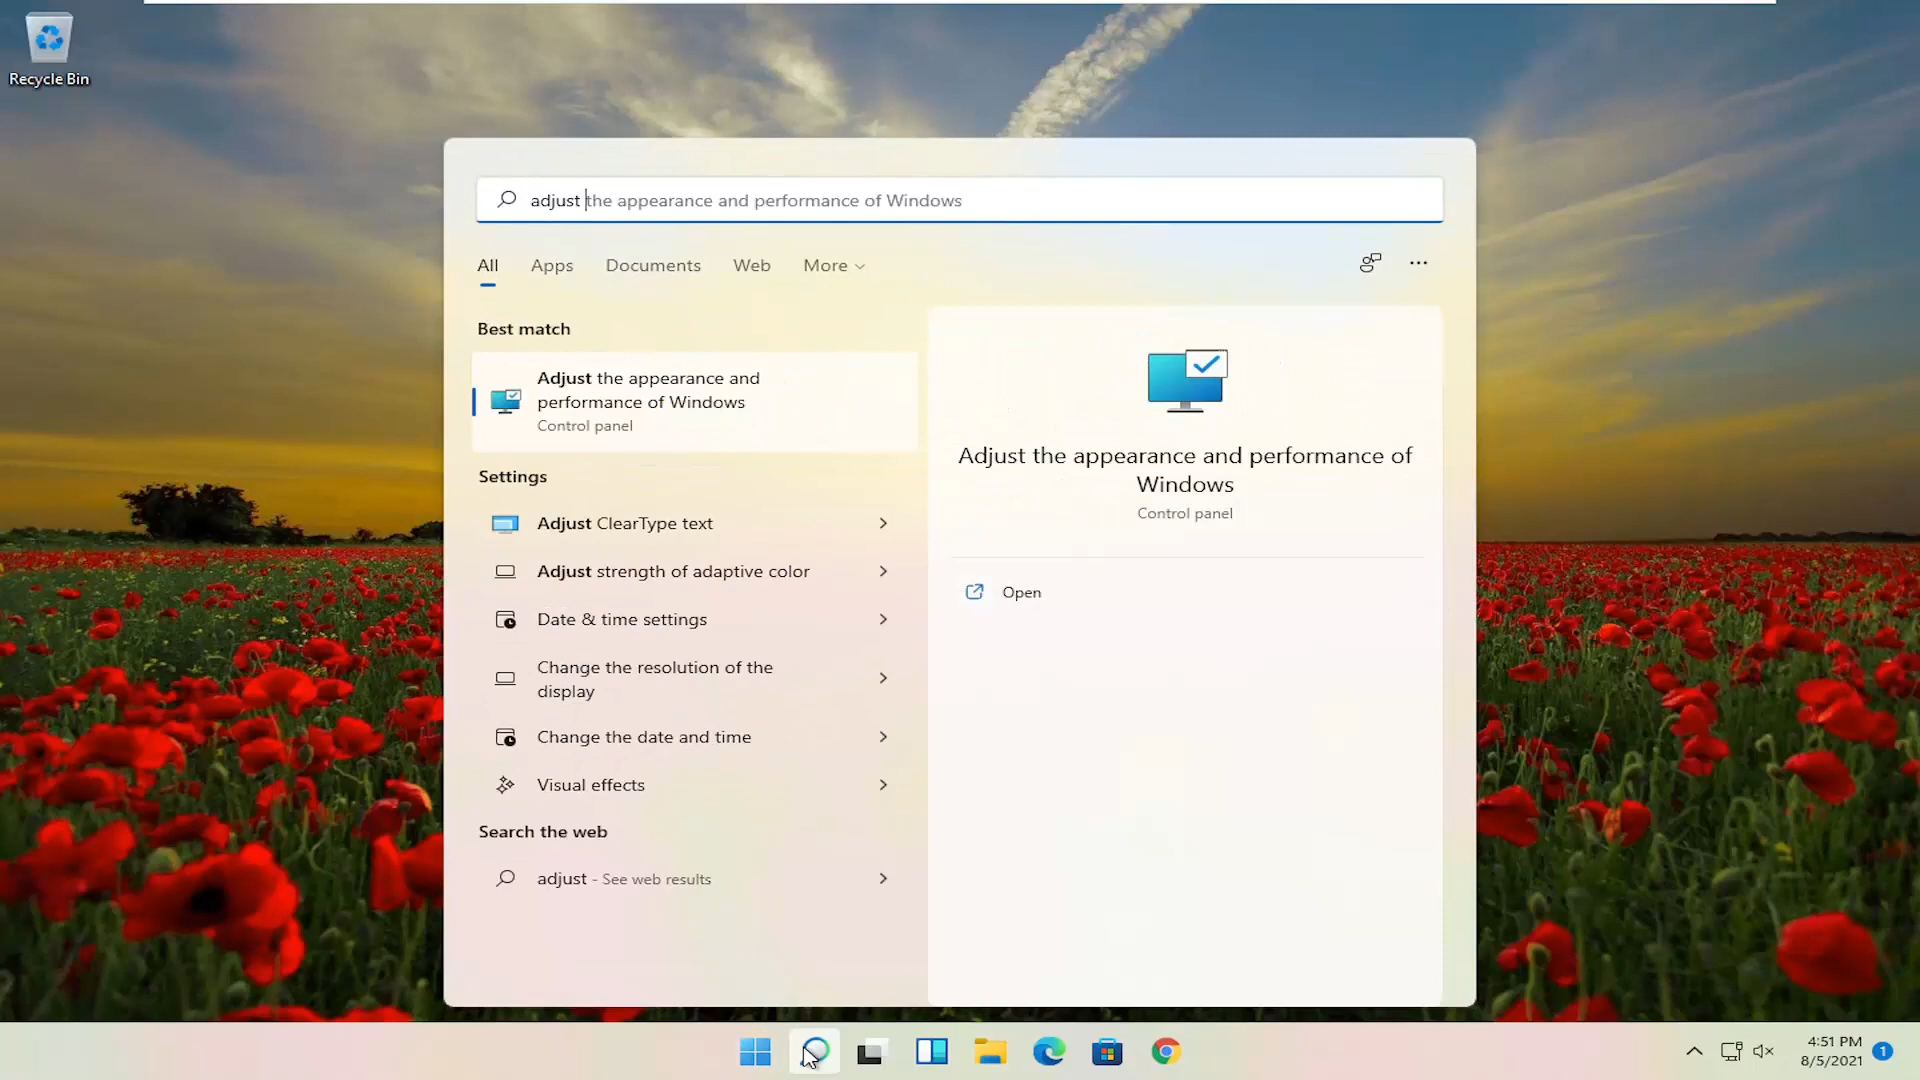 Recycle Bin
adjust the appearance and performance of Windows
All Apps Documents Web More
Best match
Adjust the appearance and
performance of Windows
Control panel
Settings
Adjust ClearType text
Adjust strength of adaptive color
Date & time settings
Change the resolution of the
display
Change the date and time
Visual effects
Search the web
adjust - See web results
Adjust the appearance and performance of
Windows
Control panel
Open
4:51 PM
8/5/2021
1